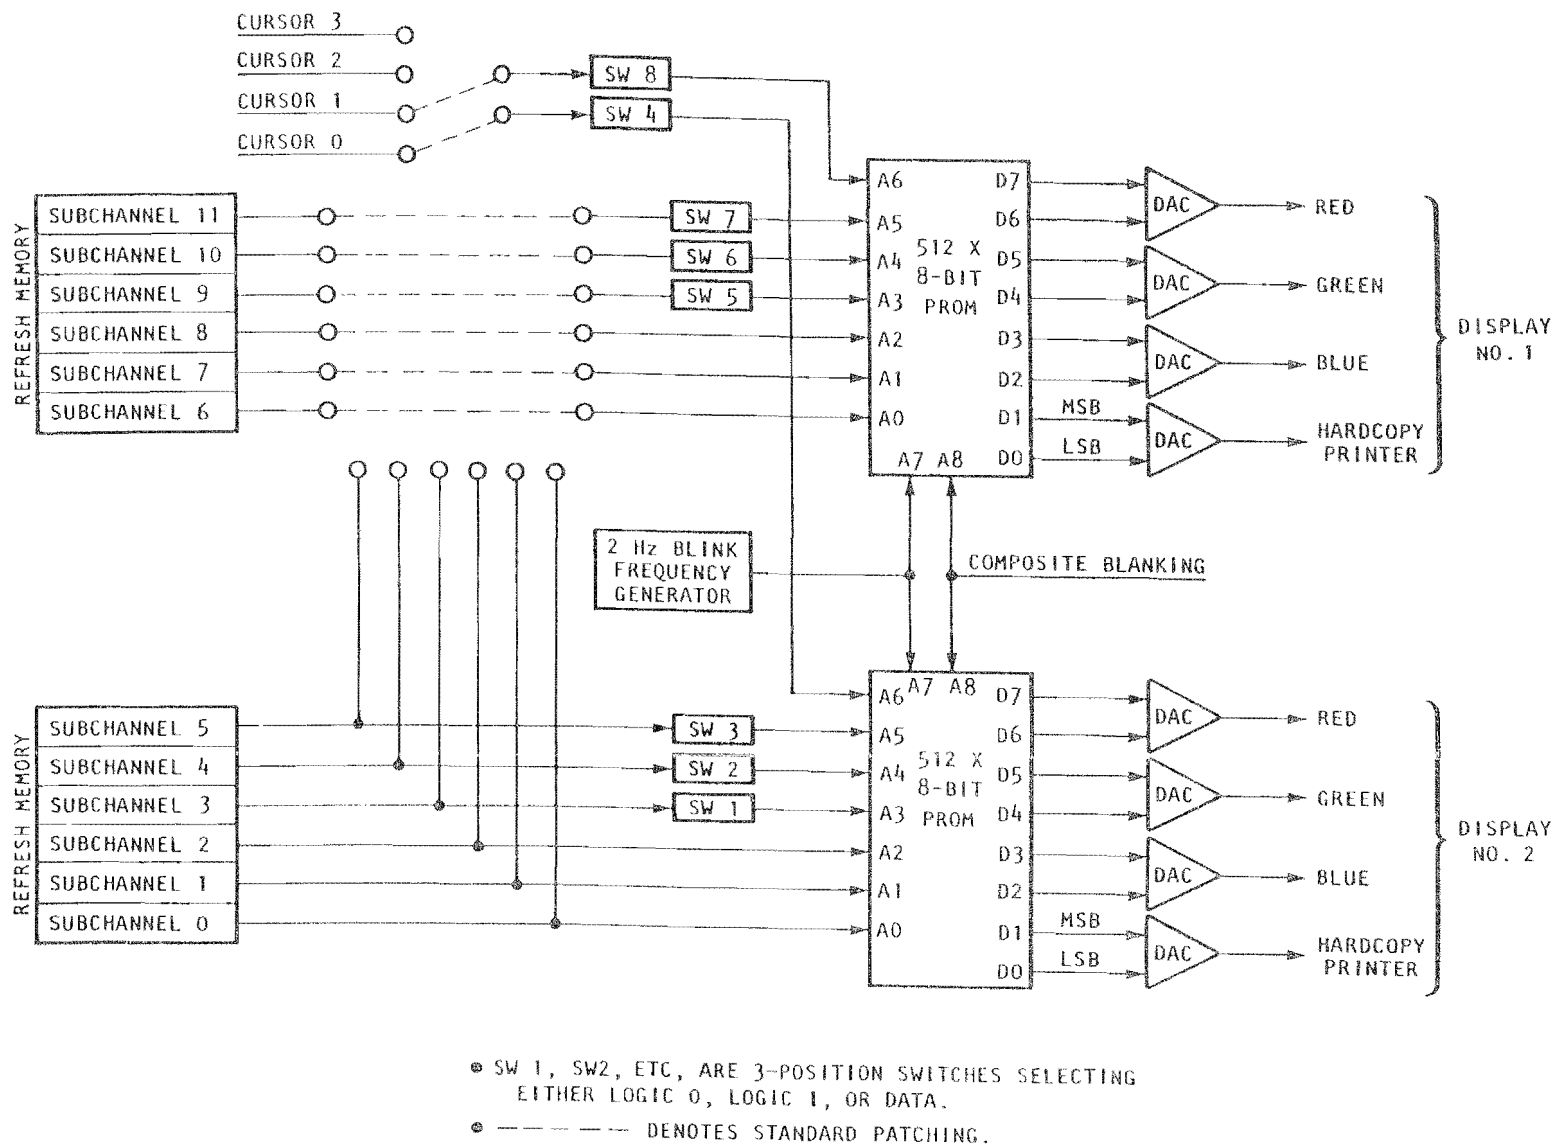 CURSOR 3
CURSOR 2
CURSOR 1
CURSOR 0
SW 8
SW 4
REFRESH MEMORY
SUBCHANNEL 11
SUBCHANNEL 10
SUBCHANNEL 9
SUBCHANNEL 8
SUBCHANNEL 7
SUBCHANNEL 6
SW 7
SW 6
SW 5
A6
A5
A4
A3
A2
A1
A0
A7 A8
512 X
8-BIT
PROM
D7
D6
D5
D4
D3
D2
D1
D0
MSB
LSB
DAC
DAC
DAC
DAC
RED
GREEN
BLUE
HARDCOPY
PRINTER
DISPLAY
NO. 1
2 Hz BLINK
FREQUENCY
GENERATOR
COMPOSITE BLANKING
REFRESH MEMORY
SUBCHANNEL 5
SUBCHANNEL 4
SUBCHANNEL 3
SUBCHANNEL 2
SUBCHANNEL 1
SUBCHANNEL 0
SW 3
SW 2
SW 1
A6
A7 A8
A5
A4
A3
A2
A1
A0
512 X
8-BIT
PROM
D7
D6
D5
D4
D3
D2
D1
D0
MSB
LSB
DAC
DAC
DAC
DAC
RED
GREEN
BLUE
HARDCOPY
PRINTER
DISPLAY
NO. 2
● SW 1, SW2, ETC, ARE 3-POSITION SWITCHES SELECTING
EITHER LOGIC 0, LOGIC 1, OR DATA.
● — — — — DENOTES STANDARD PATCHING.